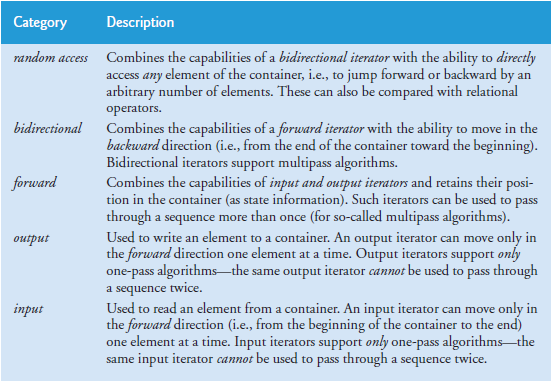 Category Description
random access Combines the capabilities of a bidirectional iterator with the ability to directly
access any element of the container, i.e., to jump forward or backward by an
arbitrary number of elements. These can also be compared with relational
operators.
bidirectional Combines the capabilities of a forward iterator with the ability to move in the
backward direction (i.e., from the end of the container toward the beginning).
Bidirectional iterators support multipass algorithms.
forward Combines the capabilities of input and output iterators and retains their posi-
tion in the container (as state information). Such iterators can be used to pass
through a sequence more than once (for so-called multipass algorithms).
output Used to write an element to a container. An output iterator can move only in
the forward direction one element at a time. Output iterators support only
one-pass algorithms—the same output iterator cannot be used to pass through
a sequence twice.
input Used to read an element from a container. An input iterator can move only in
the forward direction (i.e., from the beginning of the container to the end)
one element at a time. Input iterators support only one-pass algorithms—the
same input iterator cannot be used to pass through a sequence twice.